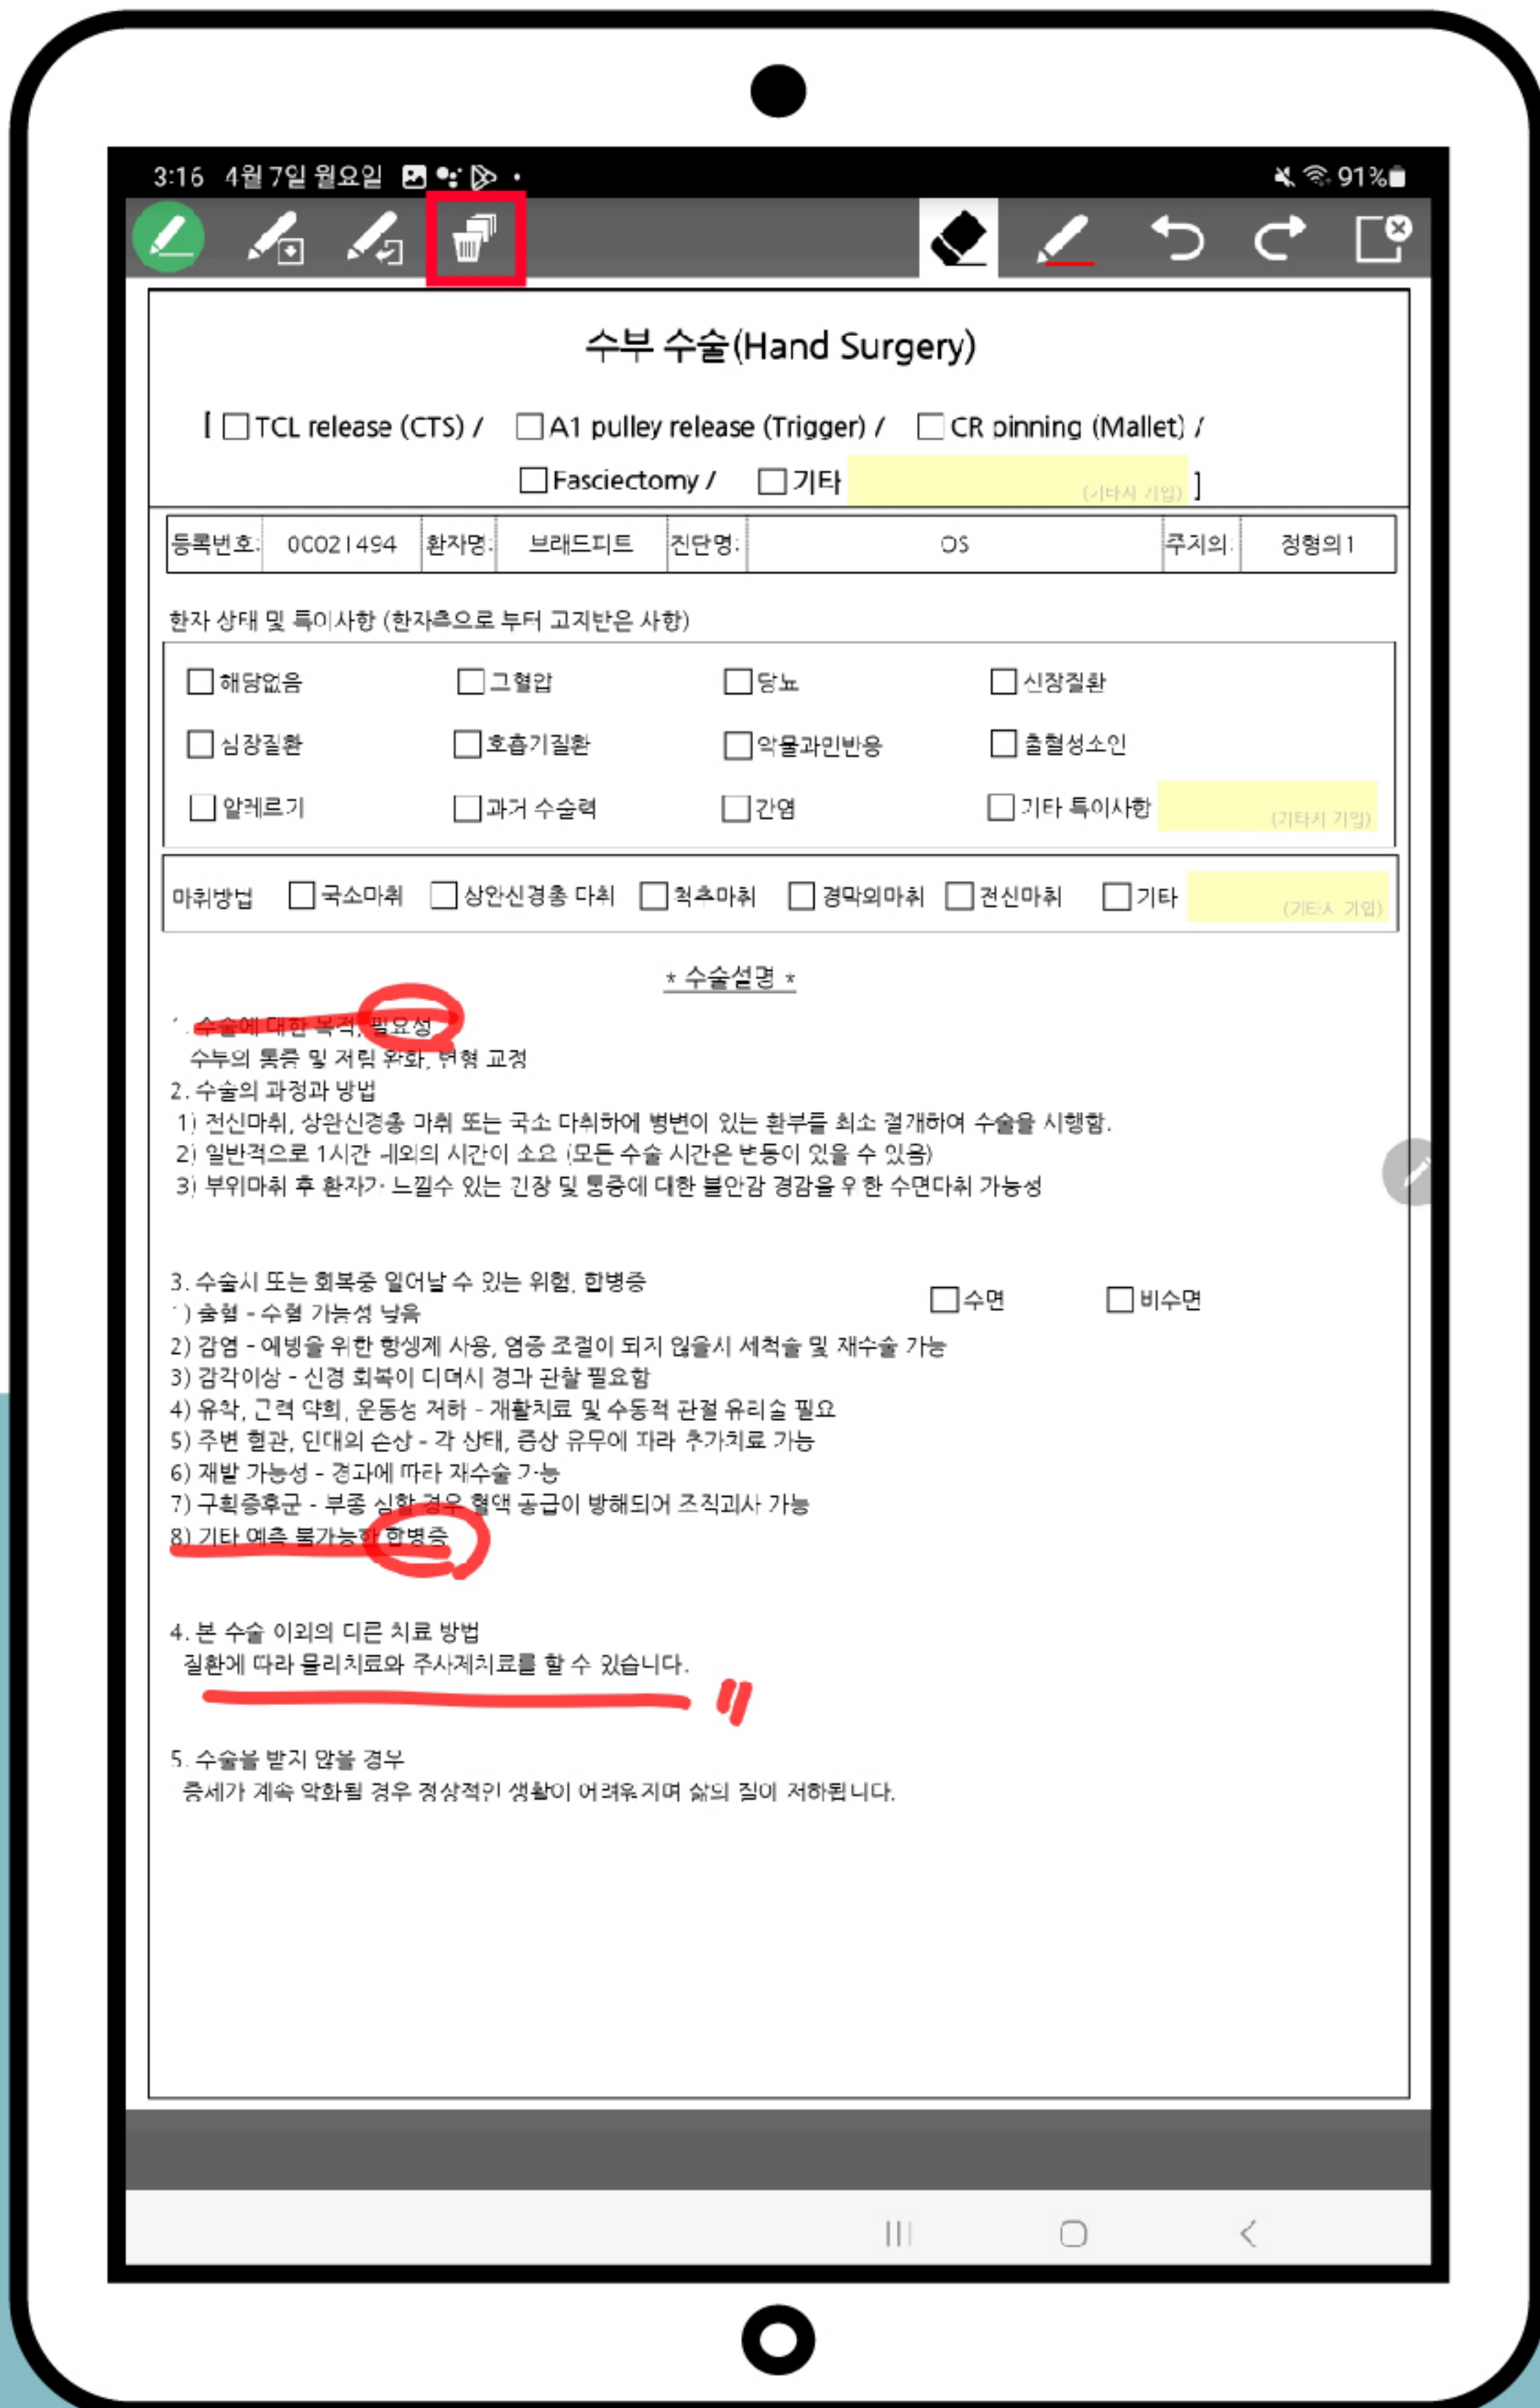 3:16 4월 7일 월요일
91%
수부 수술(Hand Surgery)
[ TCL release (CTS) / A1 pulley release (Trigger) / CR pinning (Mallet) /
Fasciectomy / 기타 (기타시 기입) ]
등록번호: 00021494 환자명: 브래드피트 진단명: OS 주치의: 정형의1
환자 상태 및 특이사항 (환자측으로 부터 고지받은 사항)
해당없음 고혈압 당뇨 신장질환
심장질환 호흡기질환 약물과민반응 출혈성소인
알레르기 과거 수술력 간염 기타 특이사항 (기타시 기입)
마취방법 국소마취 상완신경총 마취 척추마취 경막외마취 전신마취 기타 (기타시 기입)
* 수술설명 *
1. 수술에 대한 목적, 필요성
수부의 통증 및 저림 완화, 변형 교정
2. 수술의 과정과 방법
1) 전신마취, 상완신경총 마취 또는 국소 마취하에 병변이 있는 환부를 최소 절개하여 수술을 시행함.
2) 일반적으로 1시간 내외의 시간이 소요 (모든 수술 시간은 변동이 있을 수 있음)
3) 부위마취 후 환자가 느낄수 있는 긴장 및 통증에 대한 불안감 경감을 위한 수면마취 가능성
수면 비수면
3. 수술시 또는 회복중 일어날 수 있는 위험, 합병증
1) 출혈 - 수혈 가능성 낮음
2) 감염 - 예방을 위한 항생제 사용, 염증 조절이 되지 않을시 세척술 및 재수술 가능
3) 감각이상 - 신경 회복이 더뎌시 경과 관찰 필요함
4) 유착, 근력 약화, 운동성 저하 - 재활치료 및 수동적 관절 유리술 필요
5) 주변 혈관, 인대의 손상 - 각 상태, 증상 유무에 따라 추가치료 가능
6) 재발 가능성 - 경과에 따라 재수술 가능
7) 구획증후군 - 부종 심할 경우 혈액 공급이 방해되어 조직괴사 가능
8) 기타 예측 불가능한 합병증
4. 본 수술 이외의 다른 치료 방법
질환에 따라 물리치료와 주사제치료를 할 수 있습니다.
5. 수술을 받지 않을 경우
증세가 계속 악화될 경우 정상적인 생활이 어려워지며 삶의 질이 저하됩니다.